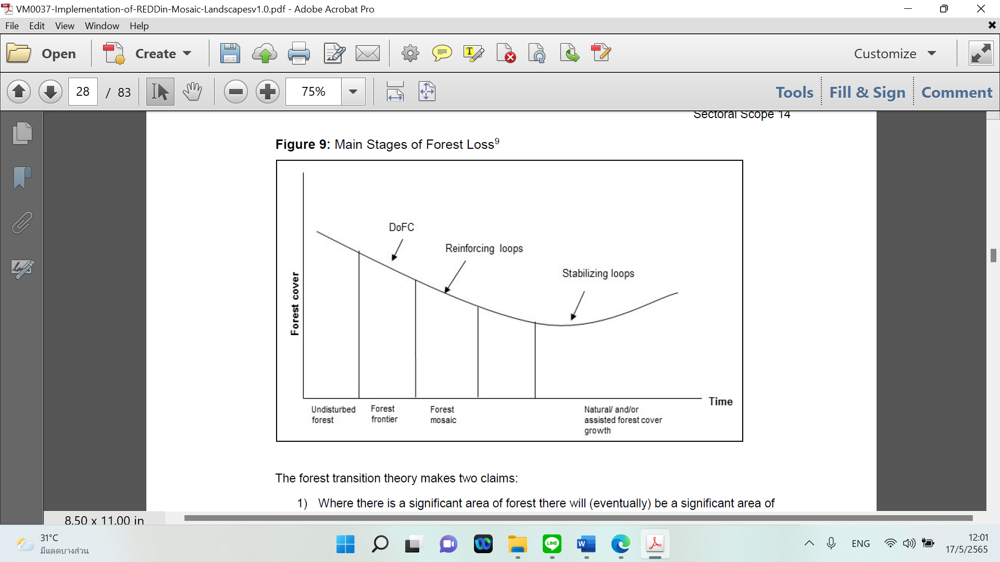 VM0037-Implementation-of-REDDin-Mosaic-Landscapesv1.0.pdf - Adobe Acrobat Pro
File Edit View Window Help
Open Create Customize
28 / 83 75% Tools Fill & Sign Comment
Sectoral Scope 14
Figure 9: Main Stages of Forest Loss9
DoFC
Reinforcing loops
Stabilizing loops
Forest cover
Time
Undisturbed
forest
Forest
frontier
Forest
mosaic
Natural/ and/or
assisted forest cover
growth
The forest transition theory makes two claims:
1) Where there is a significant area of forest there will (eventually) be a significant area of
8.50 x 11.00 in
31°C
มีแดดบางส่วน
LINE
W
ENG
12:01
17/5/2565